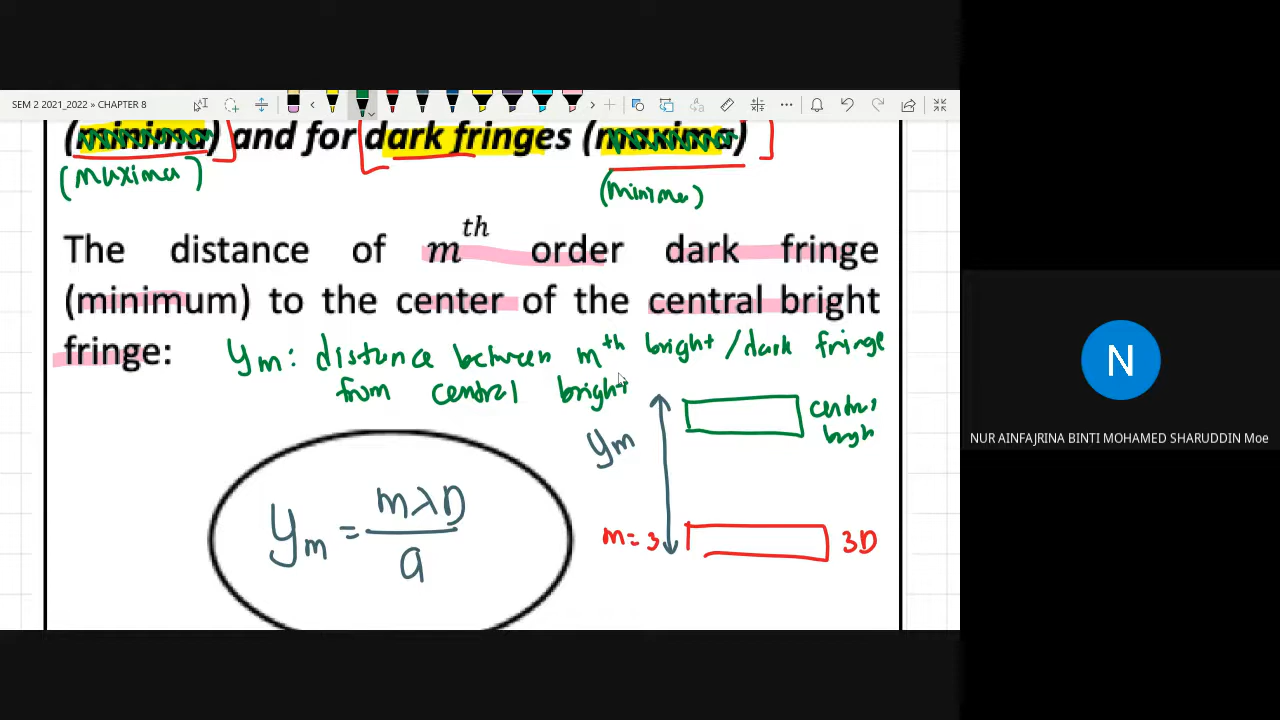 SEM 2 2021_2022 » CHAPTER 8
(minima) and for dark fringes (maxima)
(maxima)
(minima)
The distance of m^th order dark fringe
(minimum) to the center of the central bright
fringe:
ym: distance between m^th bright/dark fringe
from central bright
central
bright
ym
ym = mλD
a
m=3
3D
N
NUR AINFAJRINA BINTI MOHAMED SHARUDDIN Moe